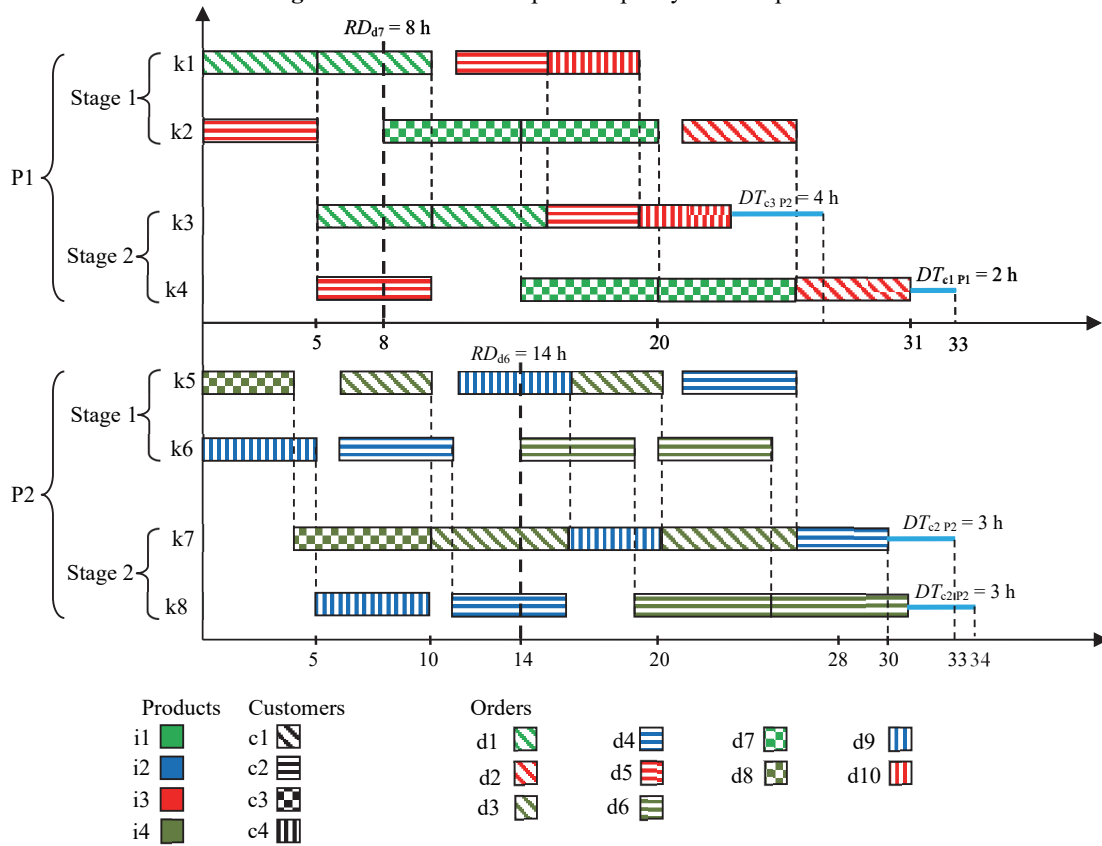 RDd7 = 8 h
k1
Stage 1
k2
P1
k3
DTc3 P2 = 4 h
Stage 2
k4
DTc1 P1 = 2 h
5 8 20 31 33
RDd6 = 14 h
k5
Stage 1
k6
P2
k7
DTc2 P2 = 3 h
Stage 2
k8
DTc2 P2 = 3 h
5 10 14 20 28 30 33 34
Products Customers Orders
i1 c1 d1 d4 d7 d9
i2 c2 d2 d5 d8 d10
i3 c3 d3 d6
i4 c4